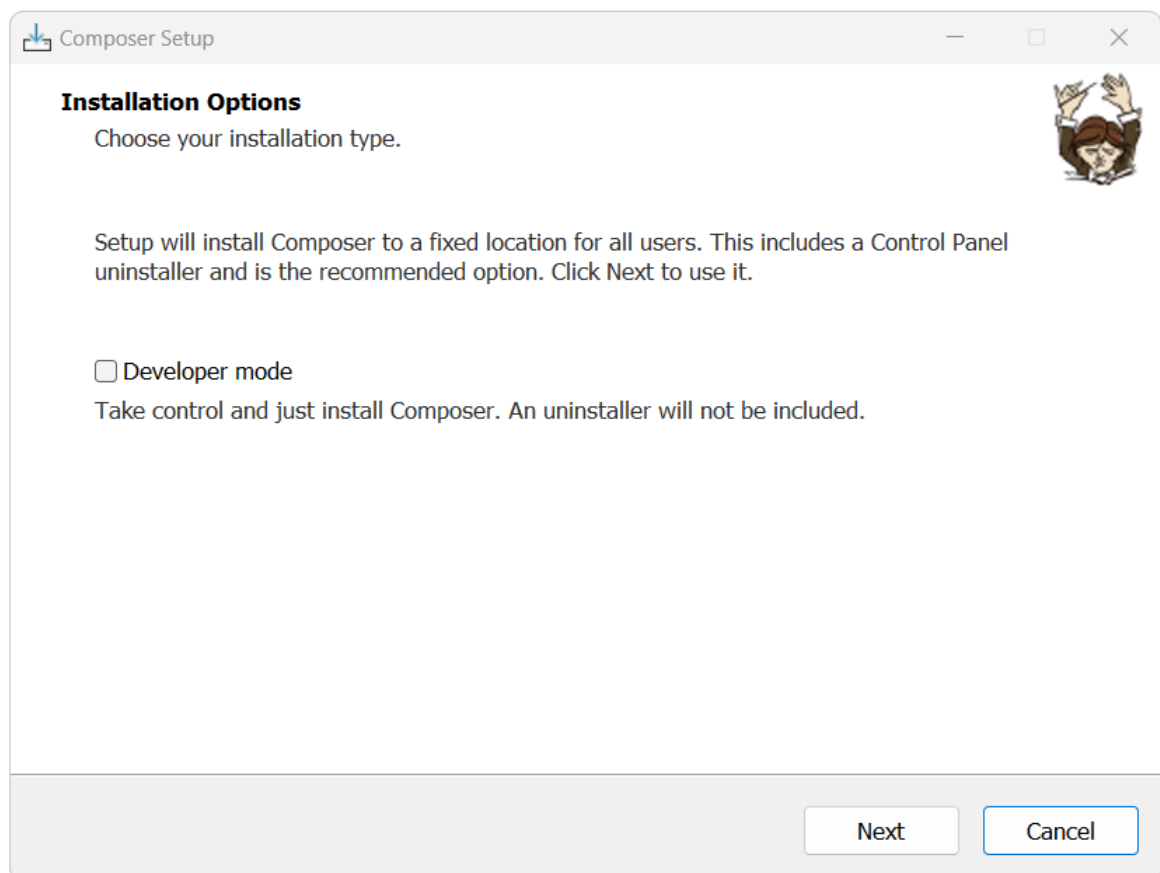 Composer Setup
Installation Options
Choose your installation type.
Setup will install Composer to a fixed location for all users. This includes a Control Panel
uninstaller and is the recommended option. Click Next to use it.
Developer mode
Take control and just install Composer. An uninstaller will not be included.
Next
Cancel